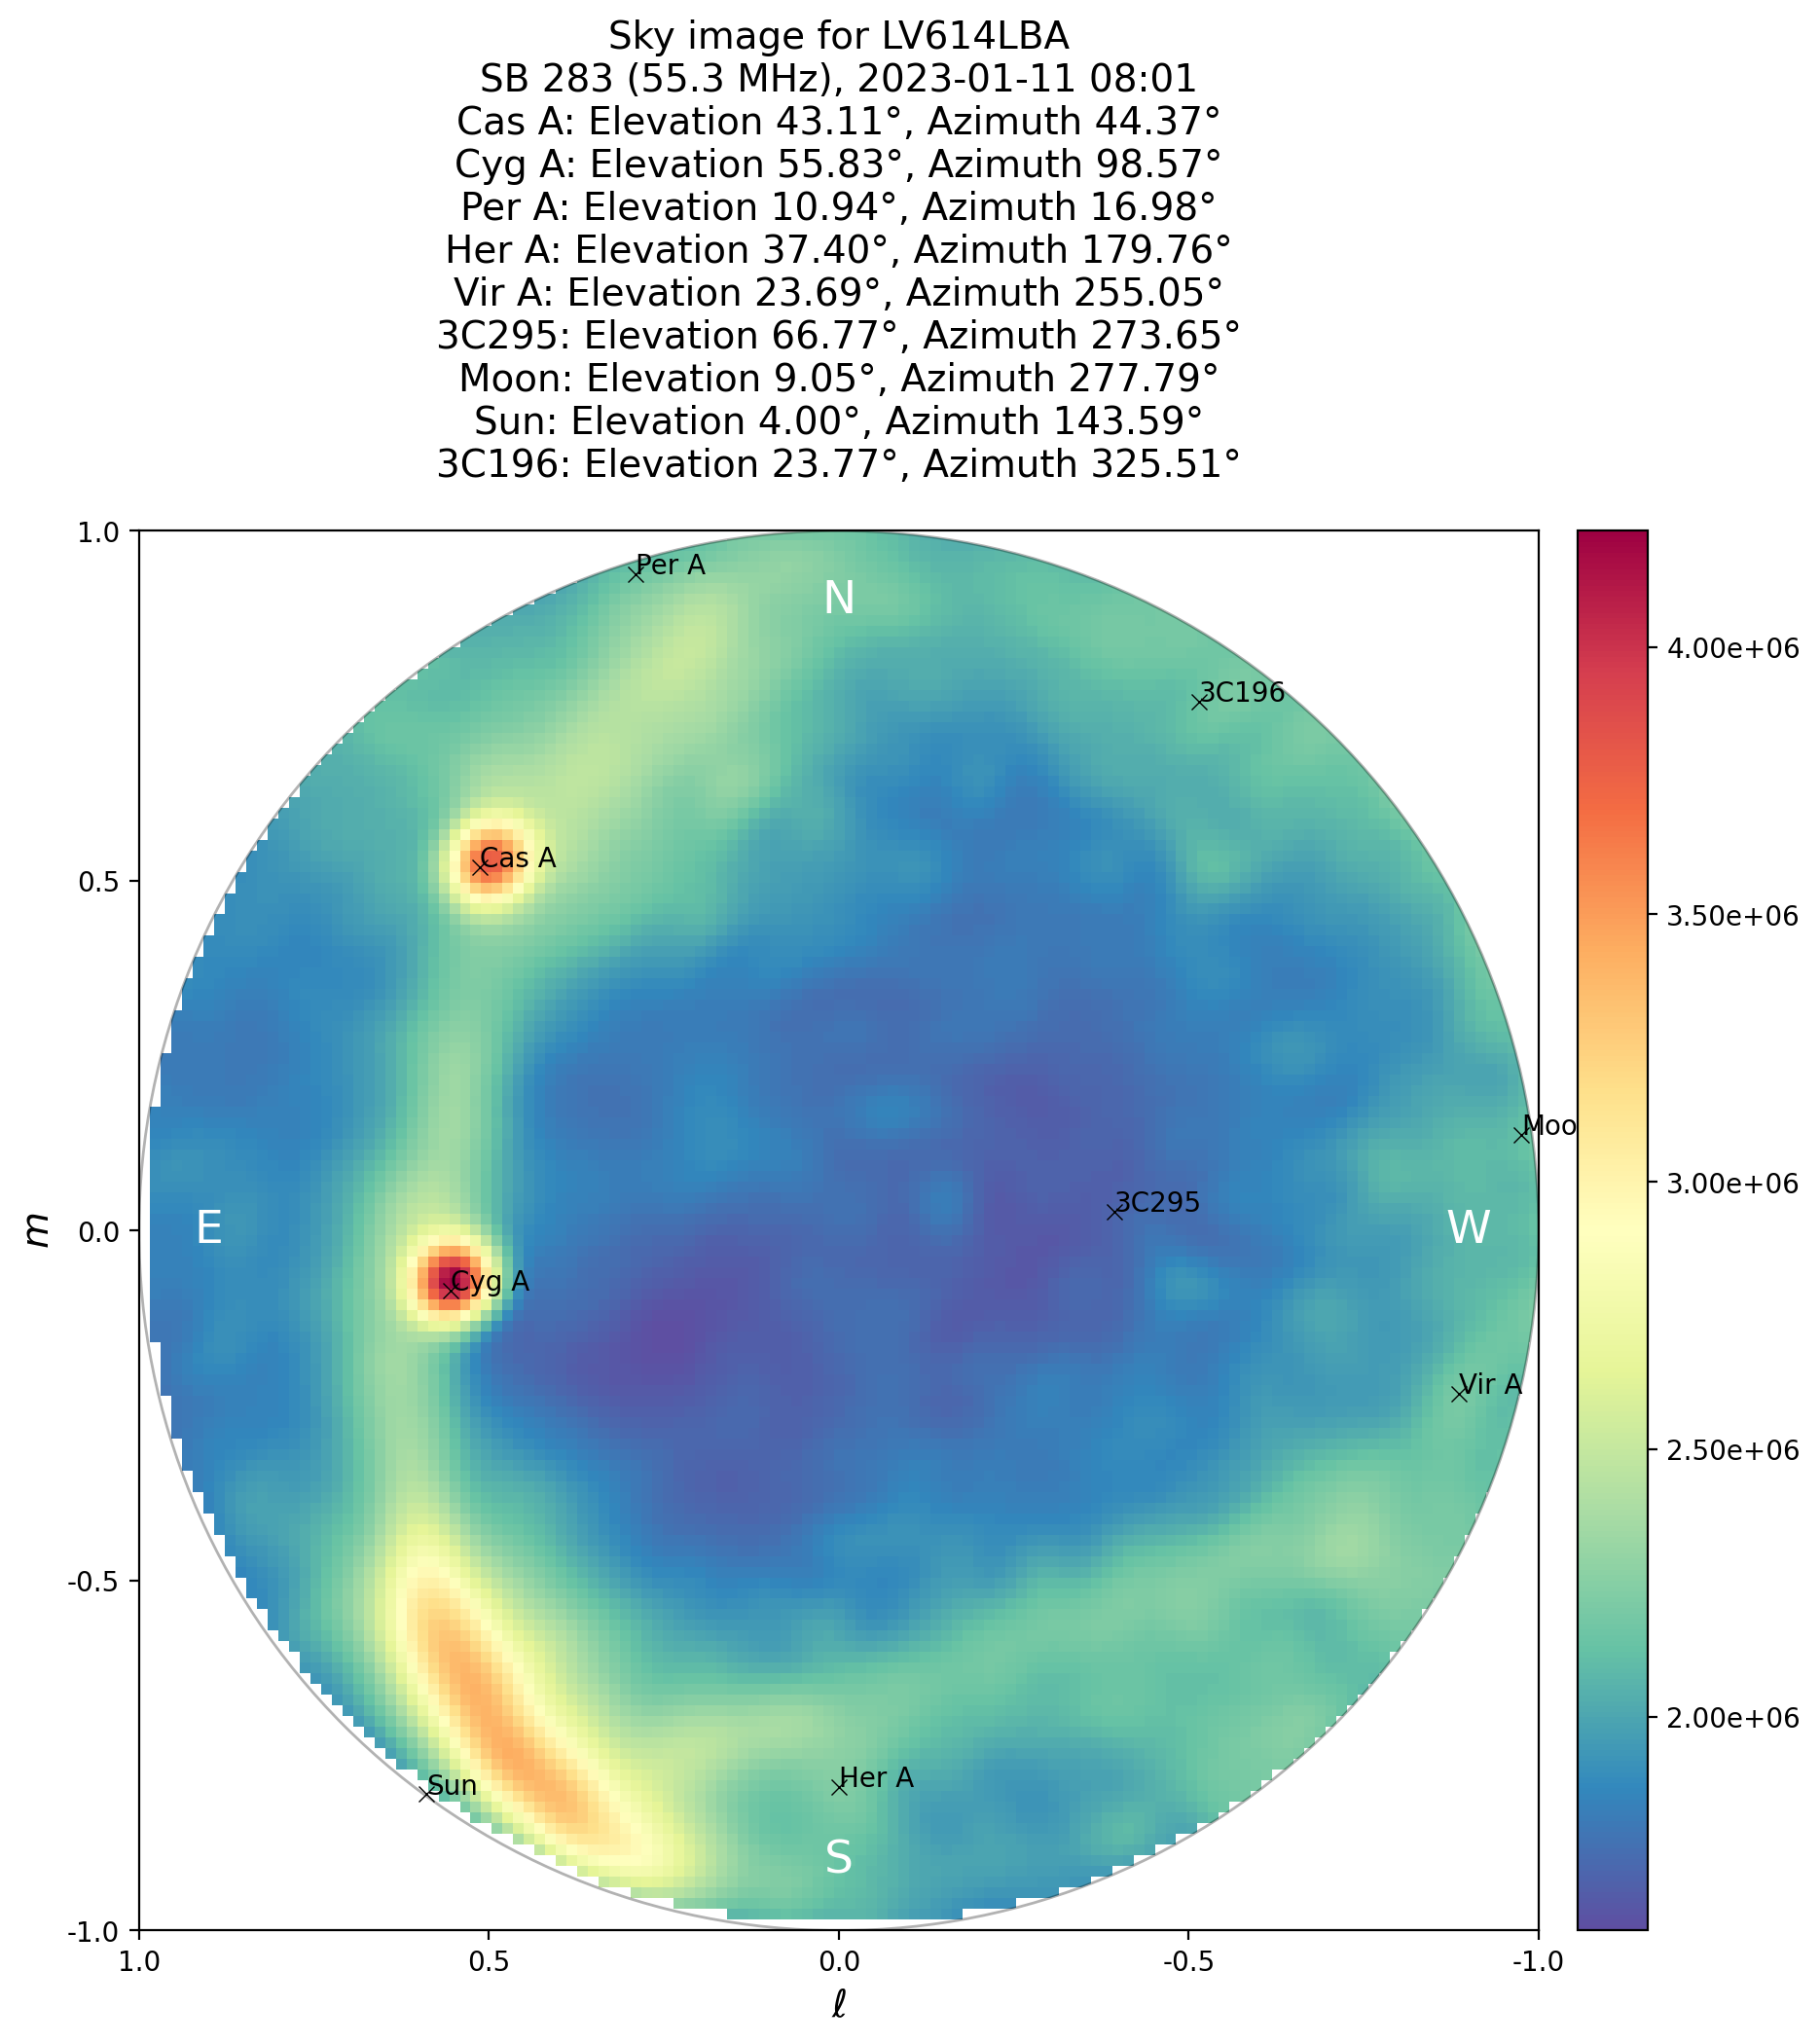 Sky image for LV614LBA
SB 283 (55.3 MHz), 2023-01-11 08:01
Cas A: Elevation 43.11°, Azimuth 44.37°
Cyg A: Elevation 55.83°, Azimuth 98.57°
Per A: Elevation 10.94°, Azimuth 16.98°
Her A: Elevation 37.40°, Azimuth 179.76°
Vir A: Elevation 23.69°, Azimuth 255.05°
3C295: Elevation 66.77°, Azimuth 273.65°
Moon: Elevation 9.05°, Azimuth 277.79°
Sun: Elevation 4.00°, Azimuth 143.59°
3C196: Elevation 23.77°, Azimuth 325.51°
1.0
Per A
N
4.00e+06
3C196
0.5
Cas A
3.50e+06
Moo
3.00e+06
m
0.0
E
3C295
W
Cyg A
Vir A
2.50e+06
-0.5
2.00e+06
Sun
Her A
S
-1.0
1.0
0.5
0.0
-0.5
-1.0
ℓ